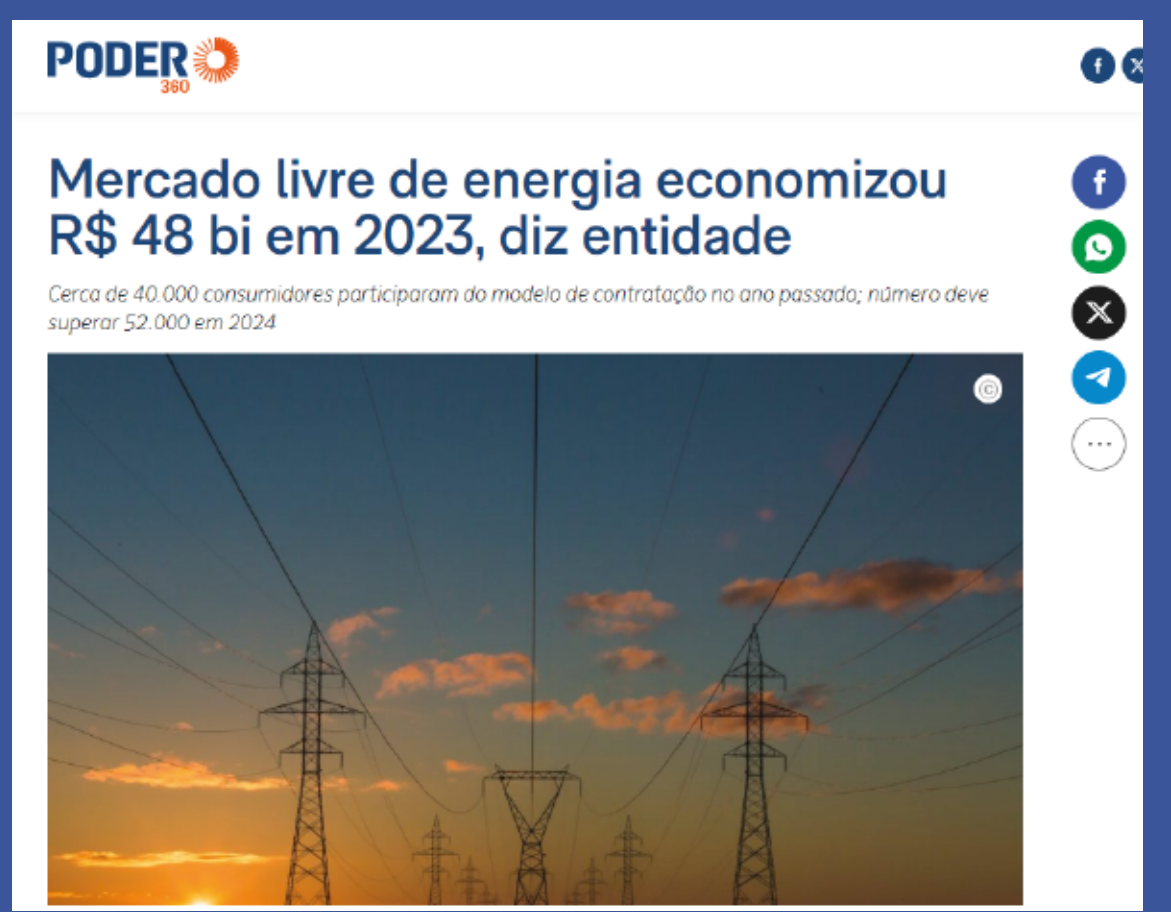 PODER
360
Mercado livre de energia economizou
R$ 48 bi em 2023, diz entidade
Cerca de 40.000 consumidores participaram do modelo de contratação no ano passado; número deve
superar 52.000 em 2024
©